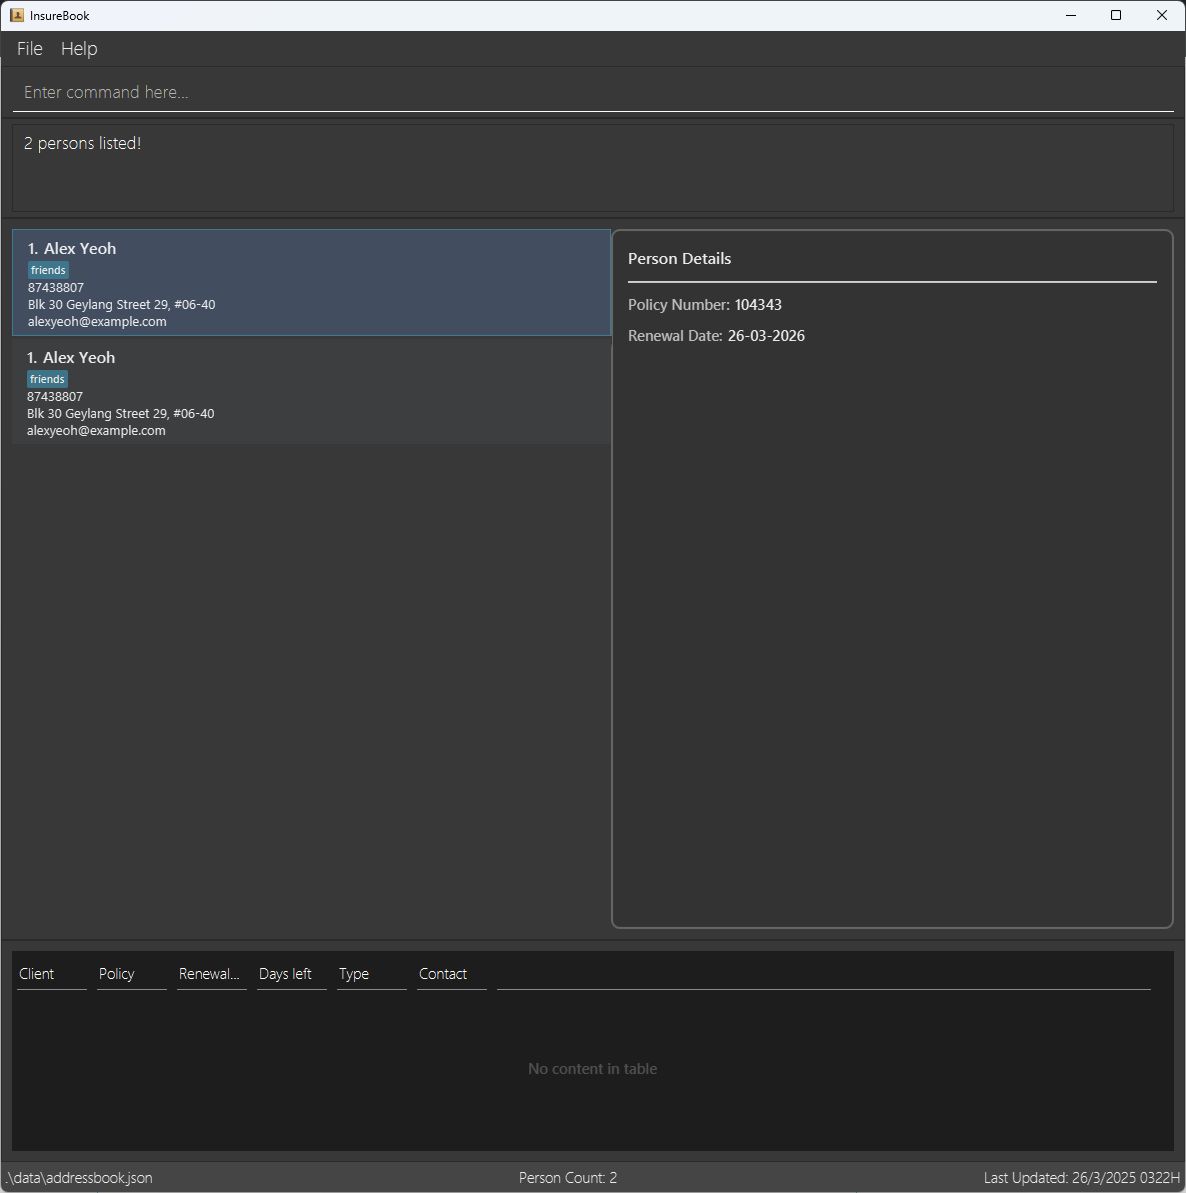 InsureBook
File Help
Enter command here...
2 persons listed!
1. Alex Yeoh
friends
87438807
Blk 30 Geylang Street 29, #06-40
alexyeoh@example.com
1. Alex Yeoh
friends
87438807
Blk 30 Geylang Street 29, #06-40
alexyeoh@example.com
Person Details
Policy Number: 104343
Renewal Date: 26-03-2026
Client Policy Renewal... Days left Type Contact
No content in table
.\data\addressbook.json Person Count: 2 Last Updated: 26/3/2025 0322H